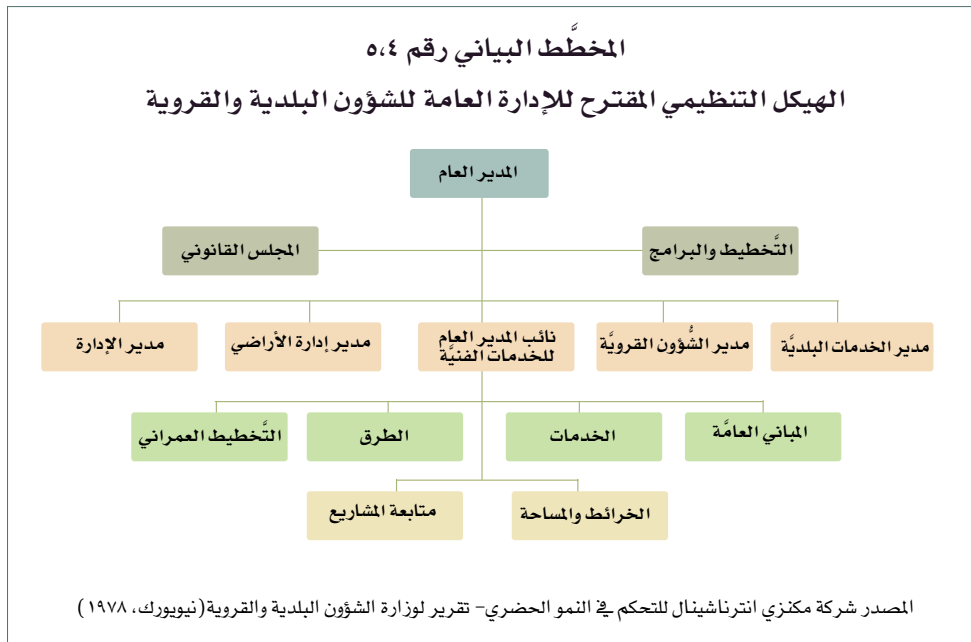 المخطَّط البياني رقم ٥،٤
الهيكل التنظيمي المقترح للإدارة العامة للشؤون البلدية والقروية
المدير العام
التَّخطيط والبرامج
المجلس القانوني
مدير الخدمات البلديَّة
مدير الشُّؤون القرويَّة
نائب المدير العام
للخدمات الفنيَّة
مدير إدارة الأراضي
مدير الإدارة
المباني العامَّة
الخدمات
الطرق
التَّخطيط العمراني
الخرائط والمساحة
متابعة المشاريع
المصدر شركة مكنزي انترناشينال للتحكم في النمو الحضري- تقرير لوزارة الشؤون البلدية والقروية(نيويورك، ١٩٧٨)